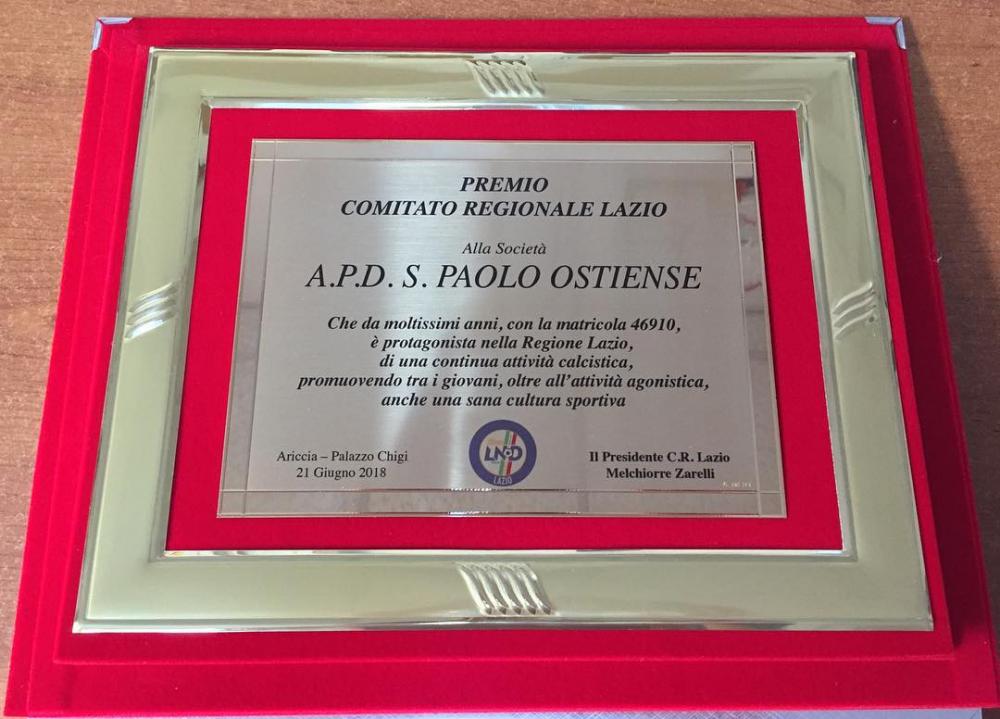 PREMIO
COMITATO REGIONALE LAZIO
Alla Società
A.P.D. S. PAOLO OSTIENSE
Che da moltissimi anni, con la matricola 46910,
è protagonista nella Regione Lazio,
di una continua attività calcistica,
promuovendo tra i giovani, oltre all'attività agonistica,
anche una sana cultura sportiva
LND
LAZIO
Ariccia – Palazzo Chigi
21 Giugno 2018
Il Presidente C.R. Lazio
Melchiorre Zarelli